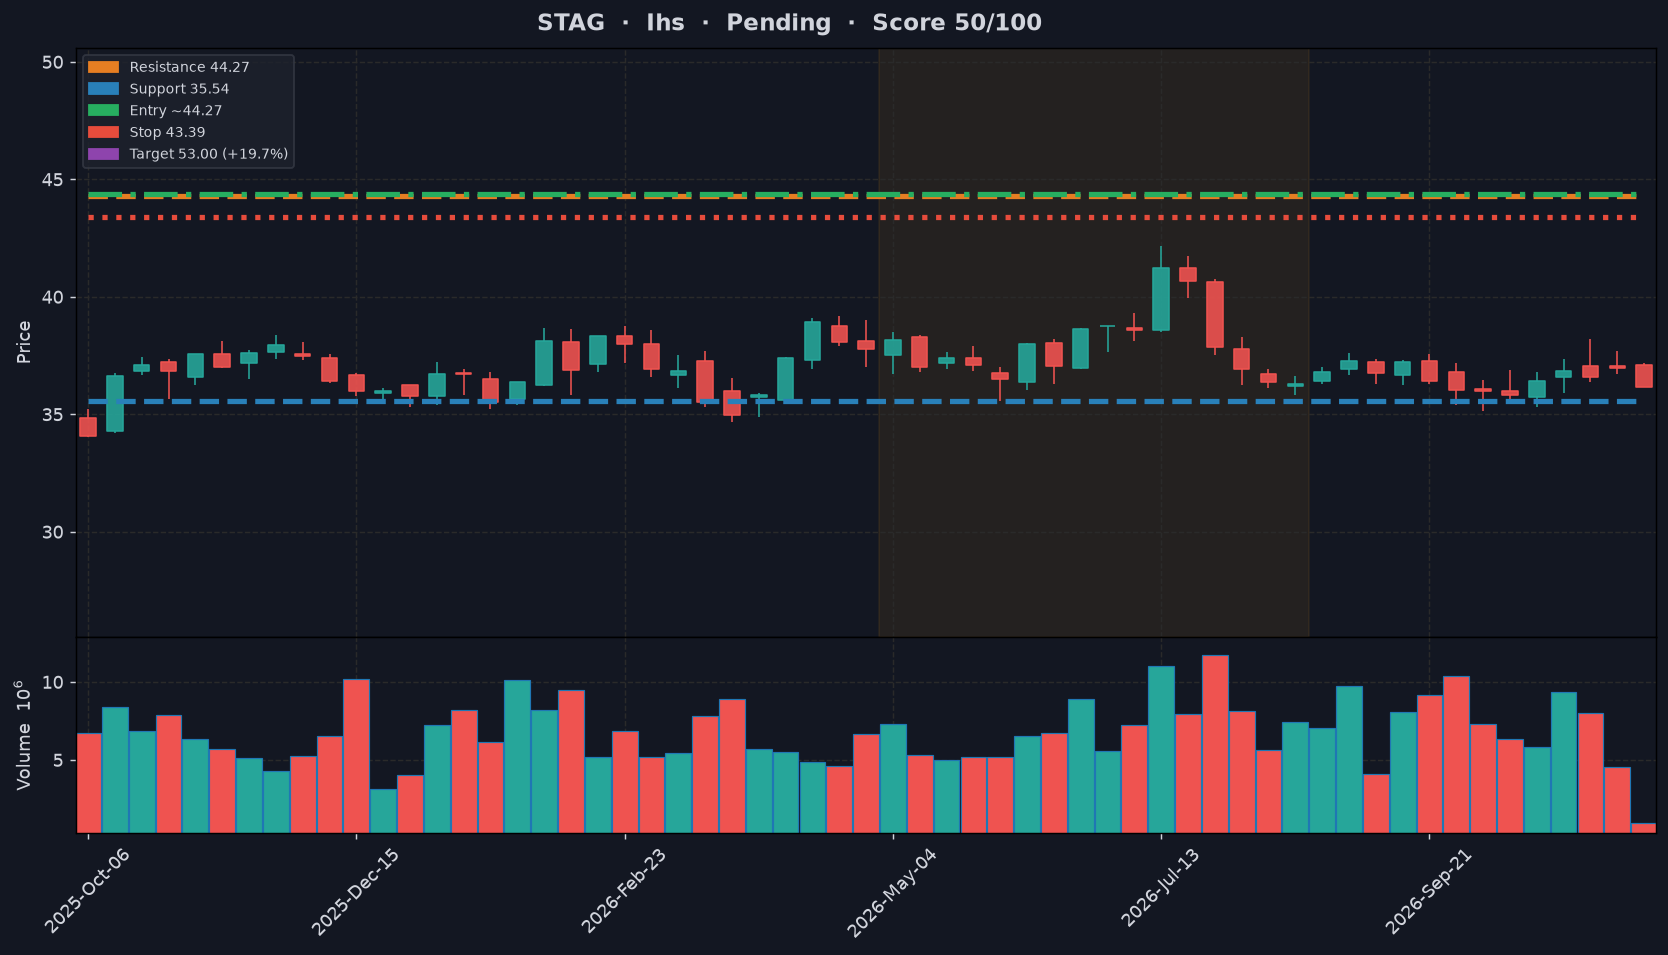 STAG · Ihs · Pending · Score 50/100
Resistance 44.27
Support 35.54
Entry ~44.27
Stop 43.39
Target 53.00 (+19.7%)
50
45
40
35
30
Price
10
5
Volume 10⁶
2025-Oct-06
2025-Dec-15
2026-Feb-23
2026-May-04
2026-Jul-13
2026-Sep-21